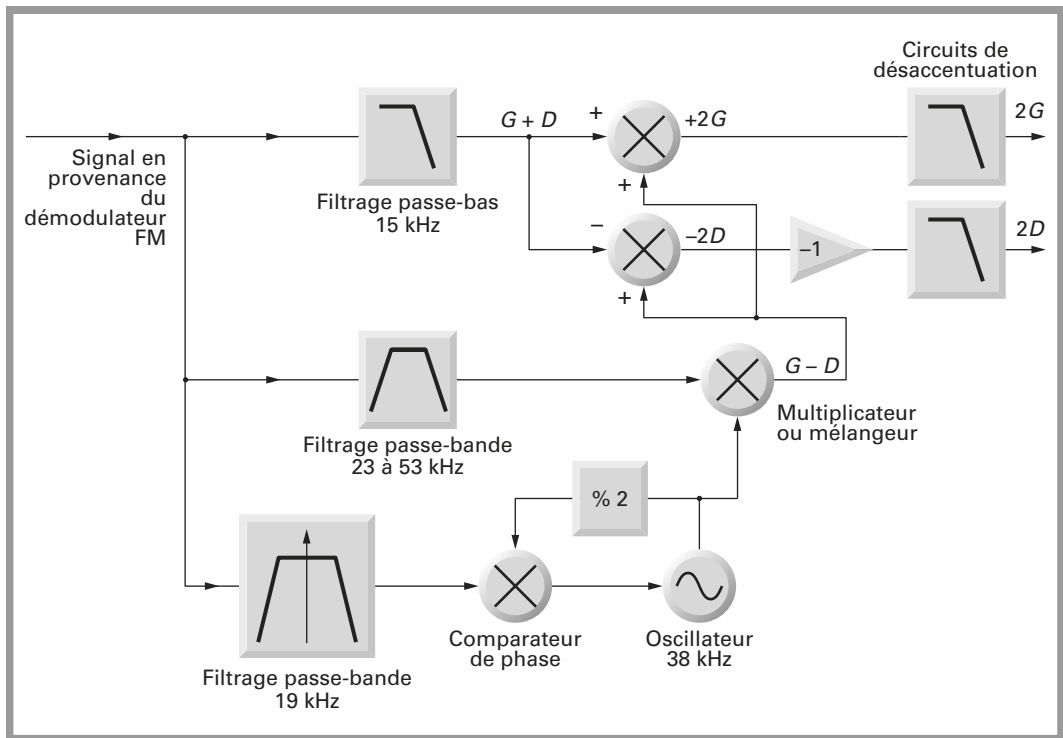 Circuits de
désaccentuation
2G
G + D
+
+2G
Signal en
provenance
du
démodulateur
FM
Filtrage passe-bas
15 kHz
+
–
–2D
–1
2D
+
G – D
Multiplicateur
ou mélangeur
Filtrage passe-bande
23 à 53 kHz
% 2
Comparateur
de phase
Oscillateur
38 kHz
Filtrage passe-bande
19 kHz